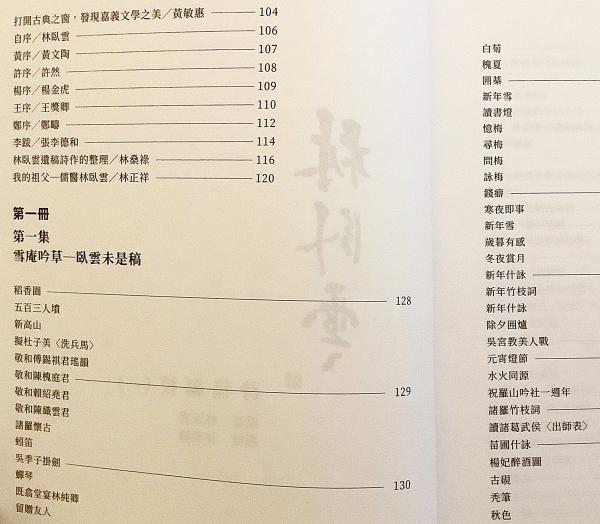 打開古典之窗，發現嘉義文學之美／黃敏惠 104
自序／林臥雲 106
黃序／黃文陶 107
許序／許然 108
楊序／楊金虎 109
王序／王奬卿 110
鄭序／鄭疇 112
李跋／張李德和 114
林臥雲遺稿詩作的整理／林燊祿 116
我的祖父—儒醫林臥雲／林正祥 120
第一冊
第一集
雪庵吟草—臥雲未是稿
稻香圃 128
五百三人墳
新高山
擬杜子美〈洗兵馬〉
敬和傅錫祺君瑤韻
敬和陳槐庭君 129
敬和賴紹堯君
敬和陳纖雲君
諸羅懷古
蚓笛
吳季子掛劍 130
蟬琴
既翕堂宴林純卿
留贈友人
白菊
槐夏
圍棊
新年雪
讀書燈
憶梅
尋梅
問梅
詠梅
錢癖
寒夜即事
新年雪
歲暮有感
冬夜賞月
新年什詠
新年竹枝詞
新年什詠
除夕囲爐
吳宮教美人戰
元宵燈節
水火同源
祝羅山吟社一週年
諸羅竹枝詞
讀諸葛武侯〈出師表〉
苗圃什詠
楊妃醉酒圖
古硯
禿筆
秋色